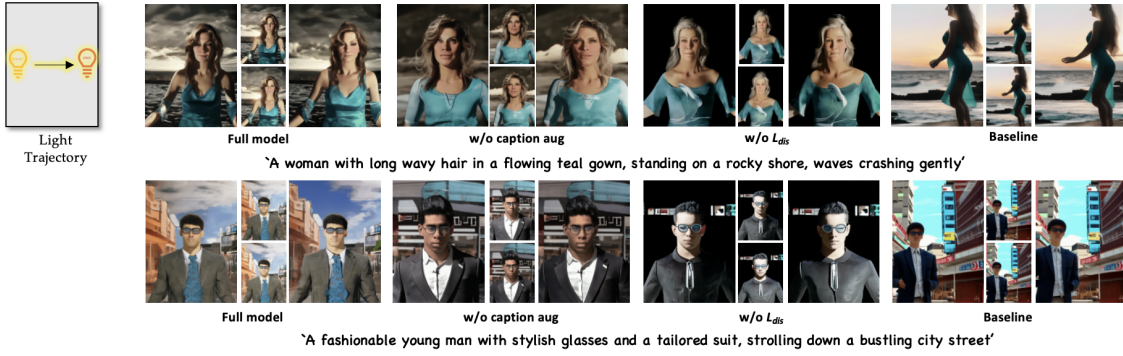 Light
Trajectory
Full model
w/o caption aug
w/o L_dis
Baseline
`A woman with long wavy hair in a flowing teal gown, standing on a rocky shore, waves crashing gently'
Full model
w/o caption aug
w/o L_dis
Baseline
`A fashionable young man with stylish glasses and a tailored suit, strolling down a bustling city street'